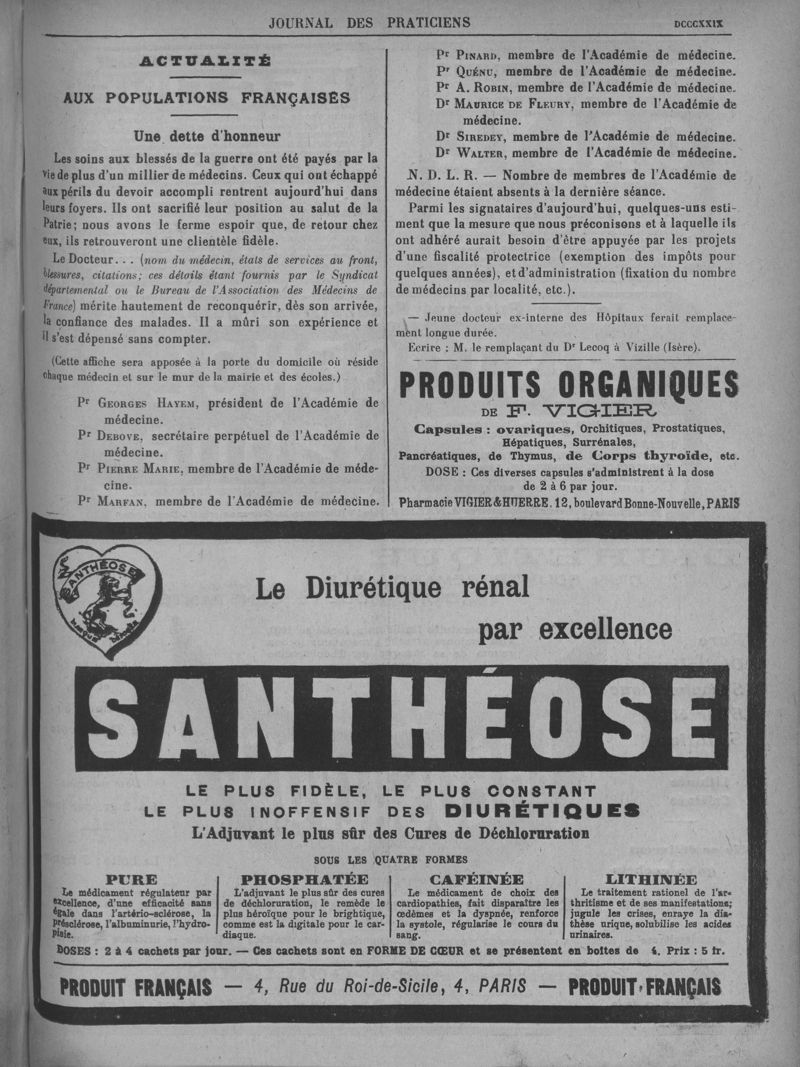 JOURNAL DES PRATICIENS
DCCCXXIX
ACTUALITÉ
AUX POPULATIONS FRANÇAISES
Une dette d'honneur
Les soins aux blessés de la guerre ont été payés par la
vie de plus d'un millier de médecins. Ceux qui ont échappé
aux périls du devoir accompli rentrent aujourd'hui dans
leurs foyers. Ils ont sacrifié leur position au salut de la
Patrie; nous avons le ferme espoir que, de retour chez
eux, ils retrouveront une clientèle fidèle.
Le Docteur... (nom du médecin, états de services au front,
blessures, citations; ces détails étant fournis par le Syndicat
départemental ou le Bureau de l'Association des Médecins de
France) mérite hautement de reconquérir, dès son arrivée,
la confiance des malades. Il a mûri son expérience et
il s'est dépensé sans compter.
(Cette affiche sera apposée à la porte du domicile où réside
chaque médecin et sur le mur de la mairie et des écoles.)
Pr GEORGES HAYEM, président de l'Académie de
médecine.
Pr DEBOVE, secrétaire perpétuel de l'Académie de
médecine.
Pr PIERRE MARIE, membre de l'Académie de méde-
cine.
Pr MARFAN, membre de l'Académie de médecine.
Pr PINARD, membre de l'Académie de médecine.
Pr QUÉNU, membre de l'Académie de médecine.
Pr A. ROBIN, membre de l'Académie de médecine.
Dr MAURICE DE FLEURY, membre de l'Académie de
médecine.
Dr SIREDEY, membre de l'Académie de médecine.
Dr WALTER, membre de l'Académie de médecine.
N. D. L. R. — Nombre de membres de l'Académie de
médecine étaient absents à la dernière séance.
Parmi les signataires d'aujourd'hui, quelques-uns esti-
ment que la mesure que nous préconisons et à laquelle ils
ont adhéré aurait besoin d'être appuyée par les projets
d'une fiscalité protectrice (exemption des impôts pour
quelques années), et d'administration (fixation du nombre
de médecins par localité, etc.).
— Jeune docteur ex-interne des Hôpitaux ferait remplace-
ment longue durée.
Ecrire : M. le remplaçant du Dr Lecoq à Vizille (Isère).
PRODUITS ORGANIQUES
DE F. VIGIER
Capsules : ovariques, Orchitiques, Prostatiques,
Hépatiques, Surrénales,
Pancréatiques, de Thymus, de Corps thyroïde, etc.
DOSE : Ces diverses capsules s'administrent à la dose
de 2 à 6 par jour.
Pharmacie VIGIER & HUERRE. 12, boulevard Bonne-Nouvelle, PARIS
SANTHÉOSE
MARQUE DÉPOSÉE
Le Diurétique rénal
par excellence
SANTHÉOSE
LE PLUS FIDÈLE, LE PLUS CONSTANT
LE PLUS INOFFENSIF DES DIURÉTIQUES
L'Adjuvant le plus sûr des Cures de Déchloruration
SOUS LES QUATRE FORMES
PURE
Le médicament régulateur par
excellence, d'une efficacité sans
égale dans l'artério-sclérose, la
présclérose, l'albuminurie, l'hydro-
pisie.
PHOSPHATÉE
L'adjuvant le plus sûr des cures
de déchloruration, le remède le
plus héroïque pour le brightique,
comme est la digitale pour le car-
diaque.
CAFÉINÉE
Le médicament de choix des
cardiopathies, fait disparaître les
œdèmes et la dyspnée, renforce
la systole, régularise le cours du
sang.
LITHINÉE
Le traitement rationel de l'ar-
thritisme et de ses manifestations;
jugule les crises, enraye la dia-
thèse urique, solubilise les acides
urinaires.
DOSES : 2 à 4 cachets par jour. — Ces cachets sont en FORME DE CŒUR et se présentent en boîtes de 4. Prix : 5 fr.
PRODUIT FRANÇAIS — 4, Rue du Roi-de-Sicile, 4, PARIS — PRODUIT FRANÇAIS